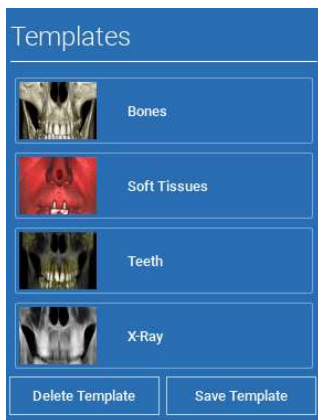 Templates
Bones
Soft Tissues
Teeth
X-Ray
Delete Template
Save Template